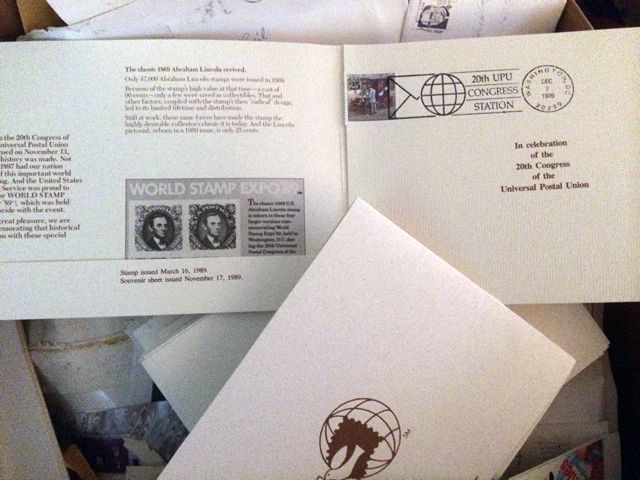 The classic 1869 Abraham Lincoln revived.
Only 47,000 Abraham Lincoln stamps were issued in 1869.
Because of the stamp's high value at that time—a cost of
90 cents—only a few were saved as collectibles. That and
other factors, coupled with the stamp's then "radical" design,
led to its limited lifetime and distribution.
Still at work, these same forces have made the stamp the
highly-desirable collector's classic it is today. And the Lincoln
pictorial, reborn in a 1989 issue, is only 25 cents.
the 20th Congress of
Universal Postal Union
ued on November 13,
history was made. Not
1897 had our nation
d this important world
ng. And the United States
Service was proud to
WORLD STAMP
'89™, which was held
cide with the event.
great pleasure, we are
emorating that historical
n with these special
WORLD STAMP EXPO '89
The classic 1869 U.S.
Abraham Lincoln stamp
is reborn in these four
larger versions com-
memorating World
Stamp Expo '89, held in
Washington, D.C. dur-
ing the 20th Universal
Postal Congress of the
Stamp issued March 16, 1989.
Souvenir sheet issued November 17, 1989.
20th UPU
CONGRESS
STATION
WASHINGTON, DC
DEC
2
1989
20260
In celebration
of the
20th Congress
of the
Universal Postal Union
SM